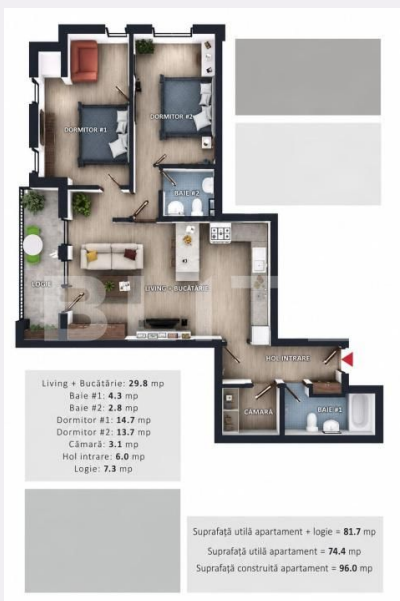 DORMITOR #1
DORMITOR #2
BAIE #2
LOGIE
LIVING + BUCĂTĂRIE
HOL INTRARE
CĂMARĂ
BAIE #1
Living + Bucătărie: 29.8 mp
Baie #1: 4.3 mp
Baie #2: 2.8 mp
Dormitor #1: 14.7 mp
Dormitor #2: 13.7 mp
Cămară: 3.1 mp
Hol intrare: 6.0 mp
Logie: 7.3 mp
Suprafață utilă apartament + logie = 81.7 mp
Suprafață utilă apartament = 74.4 mp
Suprafață construită apartament = 96.0 mp